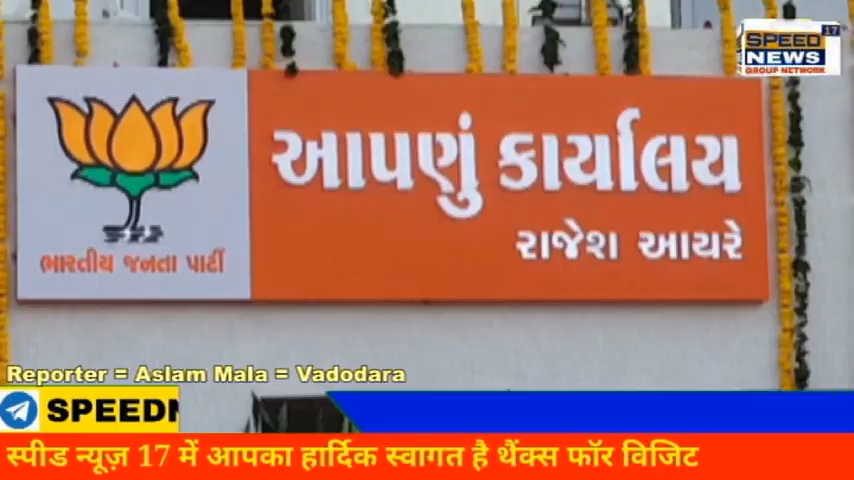 SPEED 17
NEWS
GROUP NETWORK
આપણું કાર્યાલય
રાજેશ આયરે
ભારતીય જનતા પાર્ટી
Reporter = Aslam Mala = Vadodara
SPEEDN
स्पीड न्यूज़ 17 में आपका हार्दिक स्वागत है थैंक्स फॉर विजिट